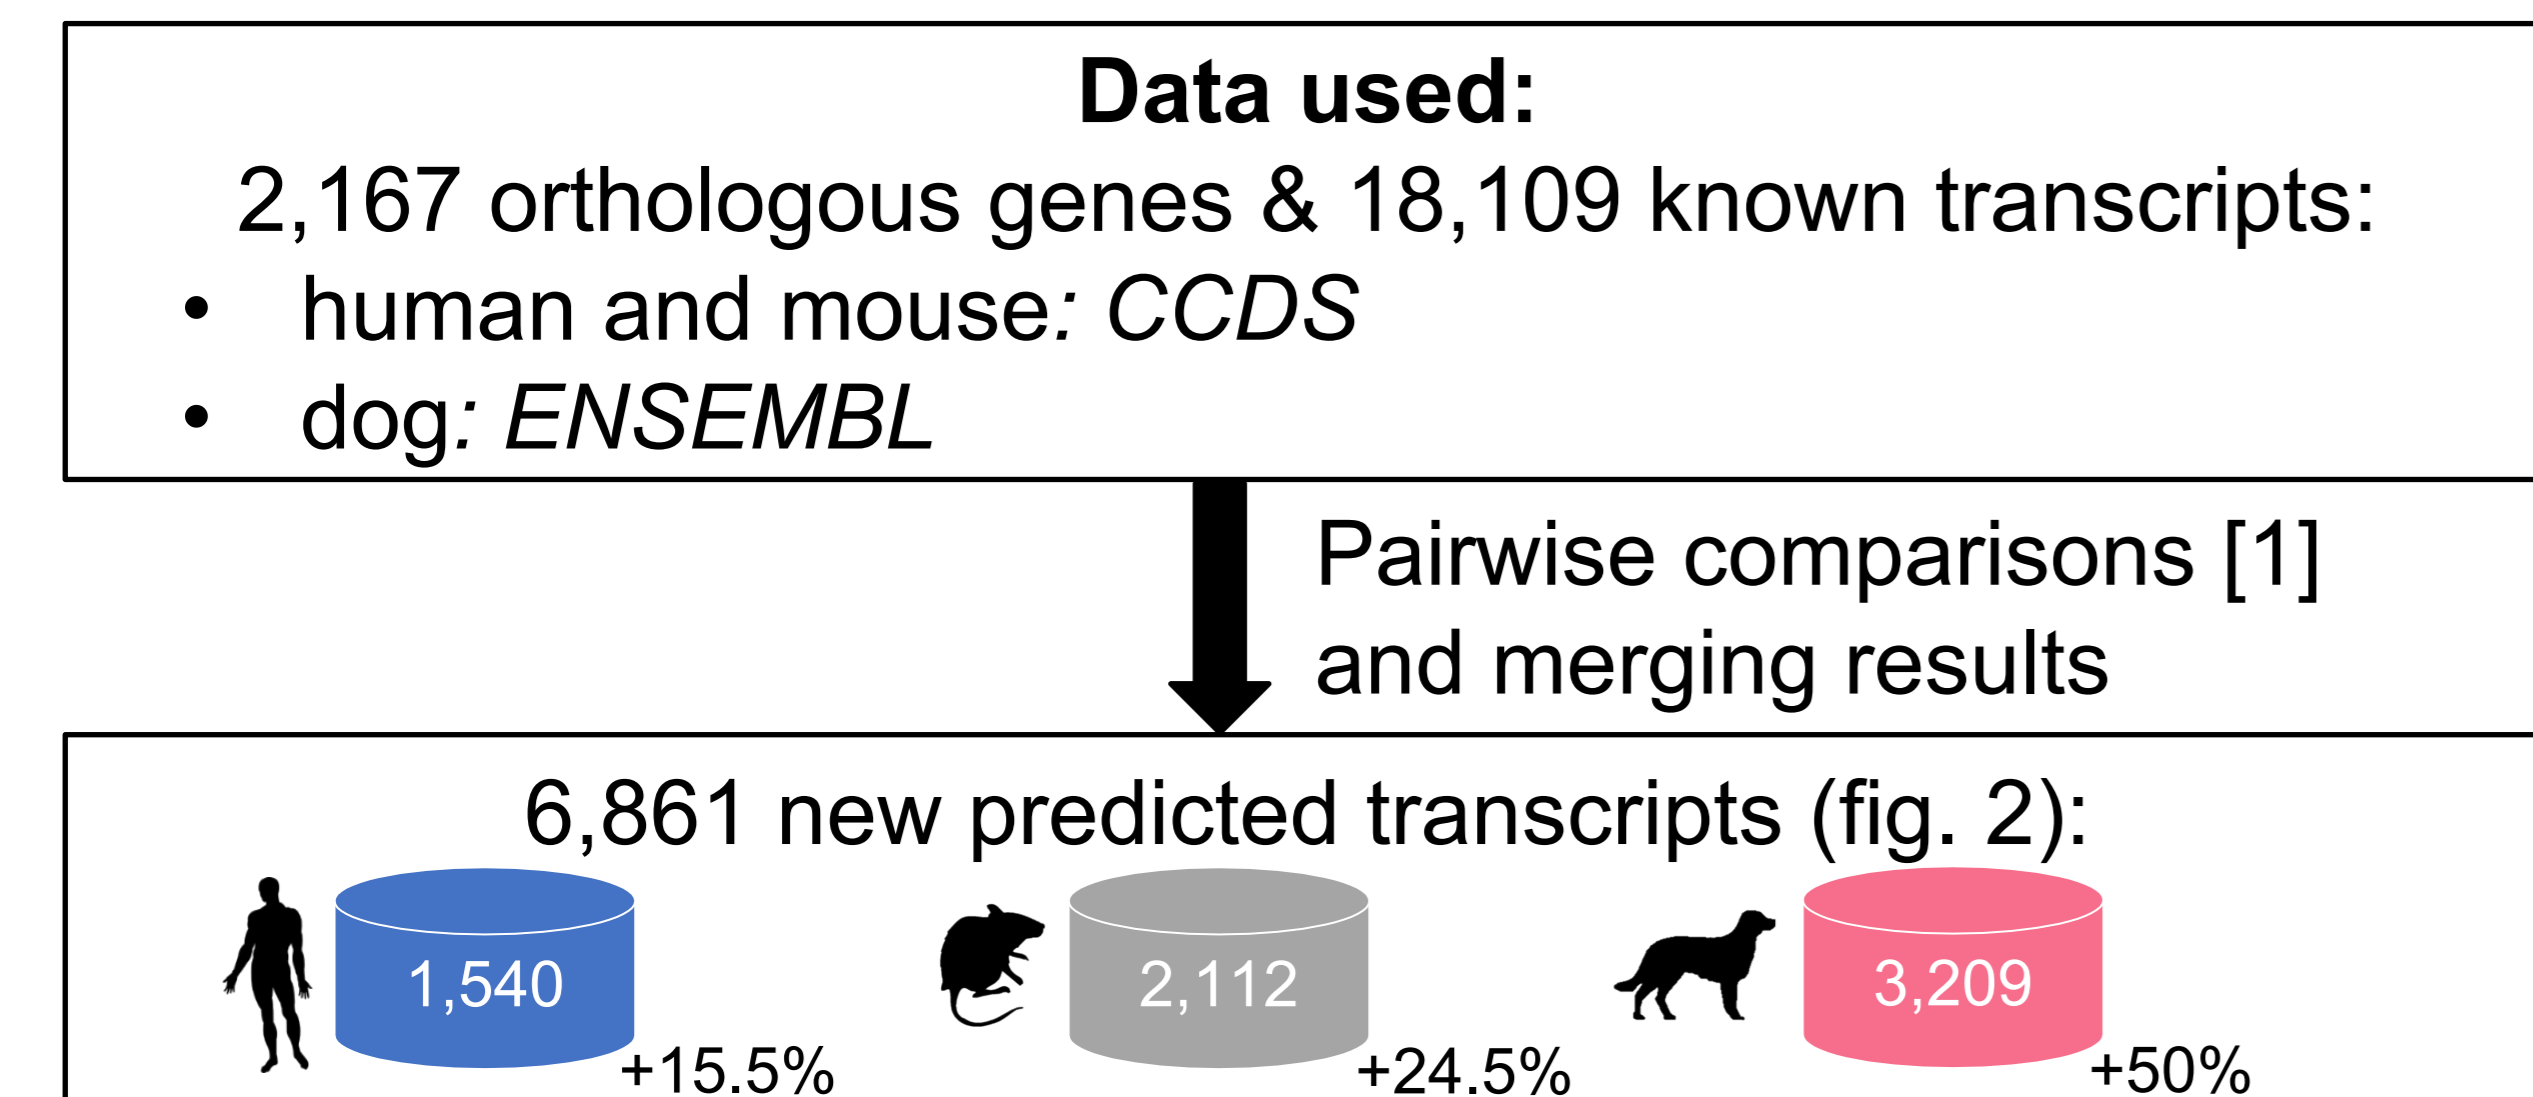 Data used:
2,167 orthologous genes & 18,109 known transcripts:
• human and mouse: CCDS
• dog: ENSEMBL
Pairwise comparisons [1]
and merging results
6,861 new predicted transcripts (fig. 2):
1,540
+15.5%
2,112
+24.5%
3,209
+50%